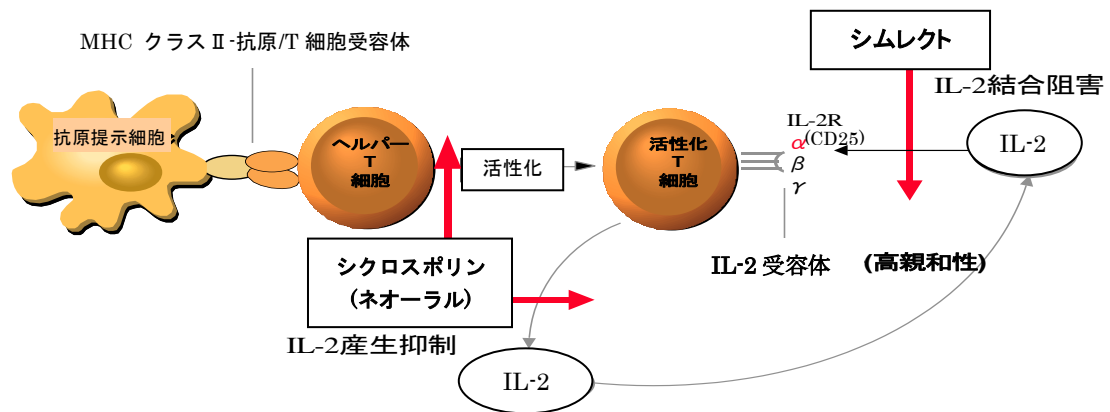 MHC クラスⅡ-抗原/T 細胞受容体
シムレクト
IL-2結合阻害
抗原提示細胞
ヘルパー
T
細胞
活性化
活性化
T
細胞
IL-2R
α(CD25)
β
γ
IL-2
シクロスポリン
(ネオーラル)
IL-2産生抑制
IL-2 受容体
(高親和性)
IL-2